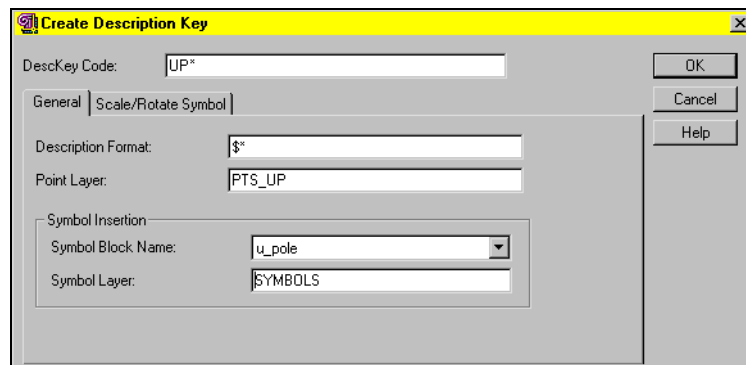 Create Description Key
DescKey Code: UP*
OK
General Scale/Rotate Symbol
Cancel
Help
Description Format: $*
Point Layer: PTS_UP
Symbol Insertion
Symbol Block Name: u_pole
Symbol Layer: SYMBOLS